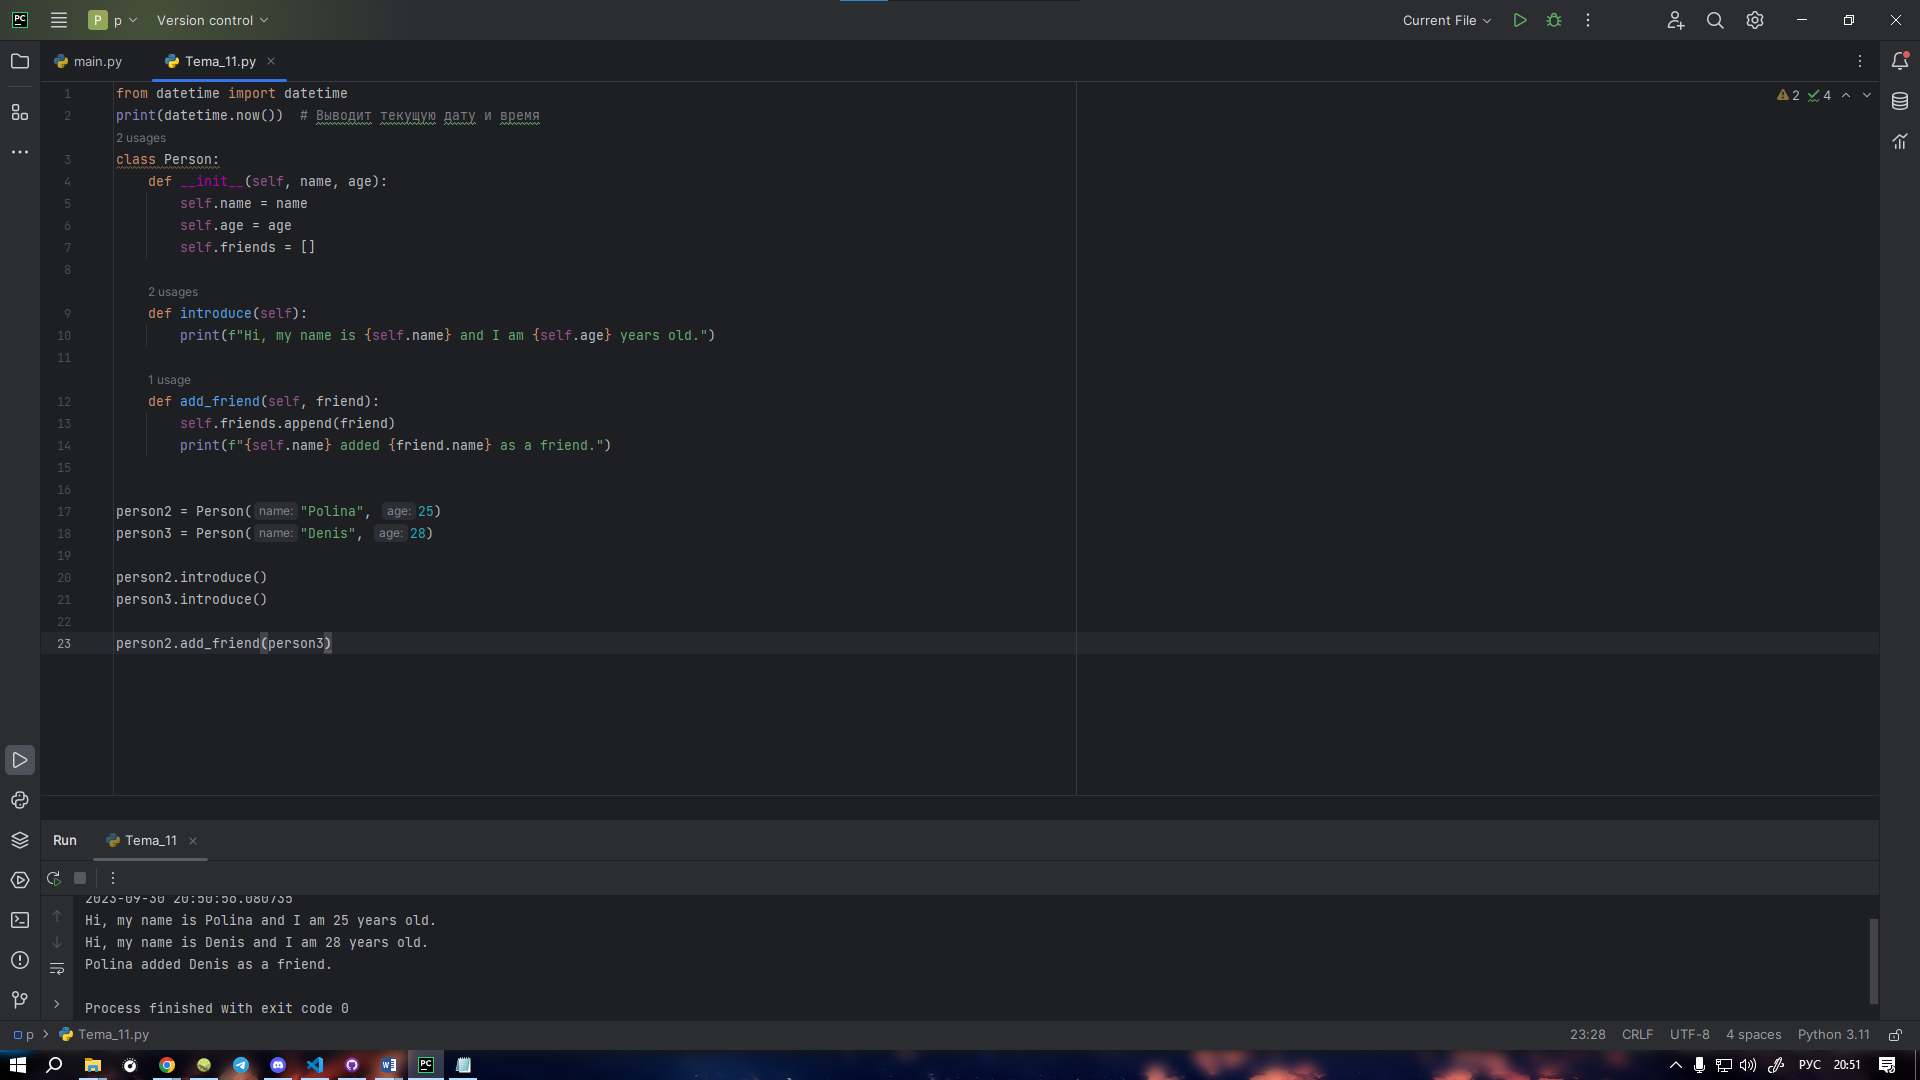 PC P p Version control Current File
main.py Tema_11.py
1 from datetime import datetime
2 print(datetime.now())  # Выводит текущую дату и время
2 usages
3 class Person:
4     def __init__(self, name, age):
5         self.name = name
6         self.age = age
7         self.friends = []
8
2 usages
9     def introduce(self):
10         print(f"Hi, my name is {self.name} and I am {self.age} years old.")
11
1 usage
12     def add_friend(self, friend):
13         self.friends.append(friend)
14         print(f"{self.name} added {friend.name} as a friend.")
15
16
17 person2 = Person( name: "Polina",  age: 25)
18 person3 = Person( name: "Denis",  age: 28)
19
20 person2.introduce()
21 person3.introduce()
22
23 person2.add_friend(person3)
2 4
Run Tema_11
Hi, my name is Polina and I am 25 years old.
Hi, my name is Denis and I am 28 years old.
Polina added Denis as a friend.
Process finished with exit code 0
p Tema_11.py 23:28 CRLF UTF-8 4 spaces Python 3.11
W PC РУС 20:51